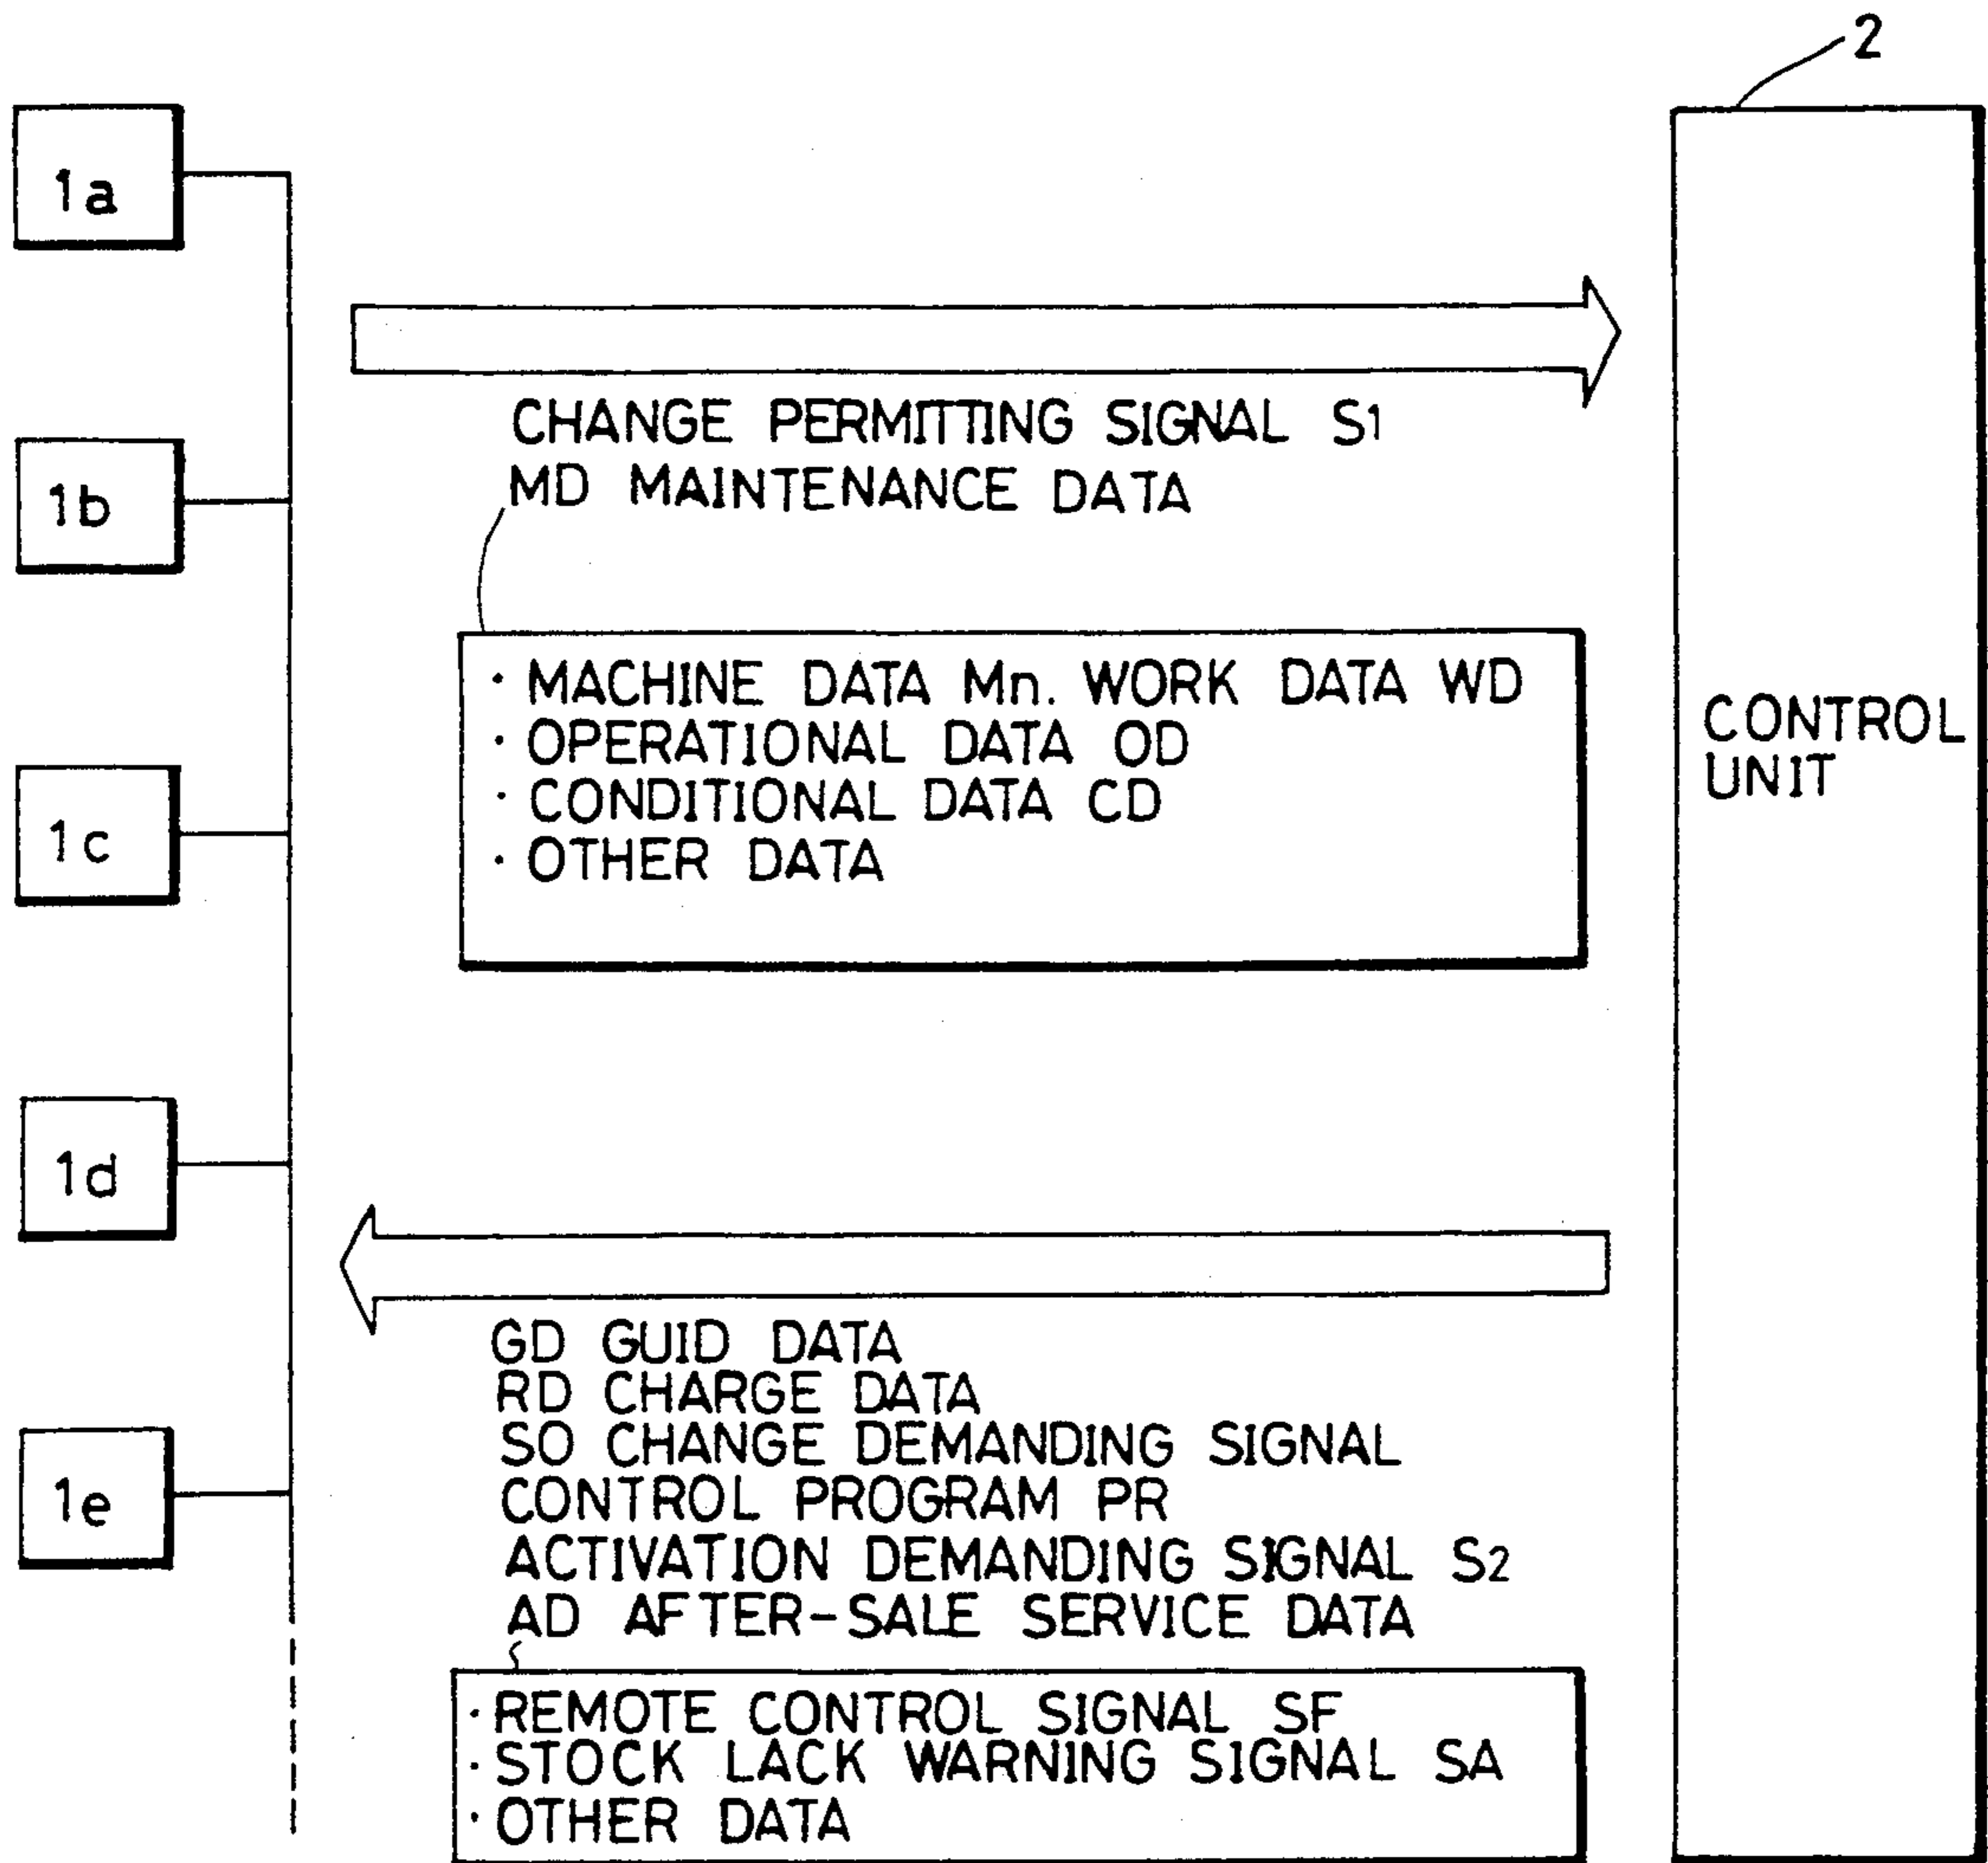 2
1a
1b
1c
1d
1e
CHANGE PERMITTING SIGNAL S1
MD MAINTENANCE DATA
· MACHINE DATA Mn. WORK DATA WD
· OPERATIONAL DATA OD
· CONDITIONAL DATA CD
· OTHER DATA
CONTROL
UNIT
GD GUID DATA
RD CHARGE DATA
SO CHANGE DEMANDING SIGNAL
CONTROL PROGRAM PR
ACTIVATION DEMANDING SIGNAL S2
AD AFTER-SALE SERVICE DATA
· REMOTE CONTROL SIGNAL SF
· STOCK LACK WARNING SIGNAL SA
· OTHER DATA